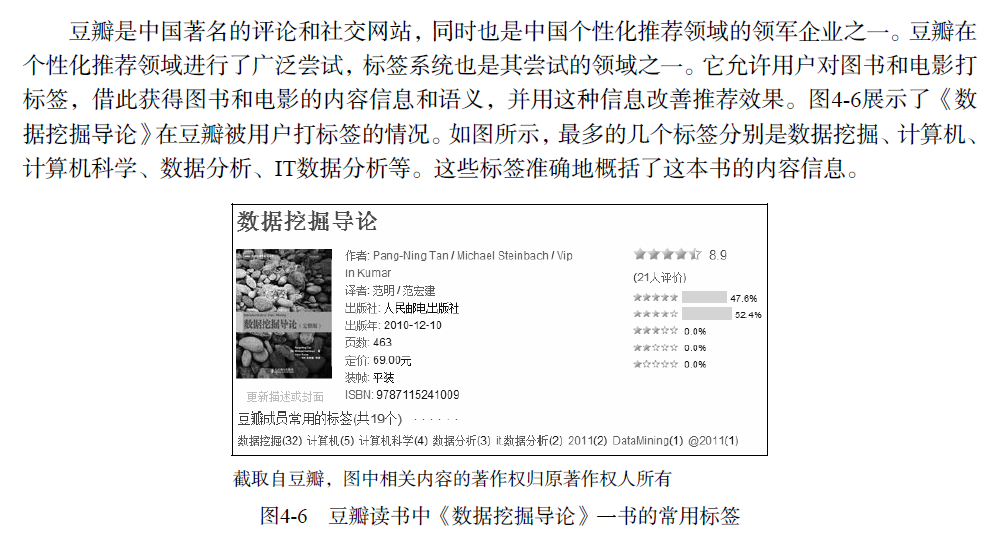 豆瓣是中国著名的评论和社交网站，同时也是中国个性化推荐领域的领军企业之一。豆瓣在
个性化推荐领域进行了广泛尝试，标签系统也是其尝试的领域之一。它允许用户对图书和电影打
标签，借此获得图书和电影的内容信息和语义，并用这种信息改善推荐效果。图4-6展示了《数
据挖掘导论》在豆瓣被用户打标签的情况。如图所示，最多的几个标签分别是数据挖掘、计算机、
计算机科学、数据分析、IT数据分析等。这些标签准确地概括了这本书的内容信息。
数据挖掘导论
数据挖掘导论（完整版）
更新描述或封面
作者: Pang-Ning Tan / Michael Steinbach / Vip
in Kumar
译者: 范明 / 范宏建
出版社: 人民邮电出版社
出版年: 2010-12-10
页数: 463
定价: 69.00元
装帧: 平装
ISBN: 9787115241009
8.9
(21人评价)
47.6%
52.4%
0.0%
0.0%
0.0%
豆瓣成员常用的标签(共19个) · · · · · ·
数据挖掘(32) 计算机(5) 计算机科学(4) 数据分析(3) it.数据分析(2) 2011(2) DataMining(1) @2011(1)
截取自豆瓣，图中相关内容的著作权归原著作权人所有
图4-6 豆瓣读书中《数据挖掘导论》一书的常用标签